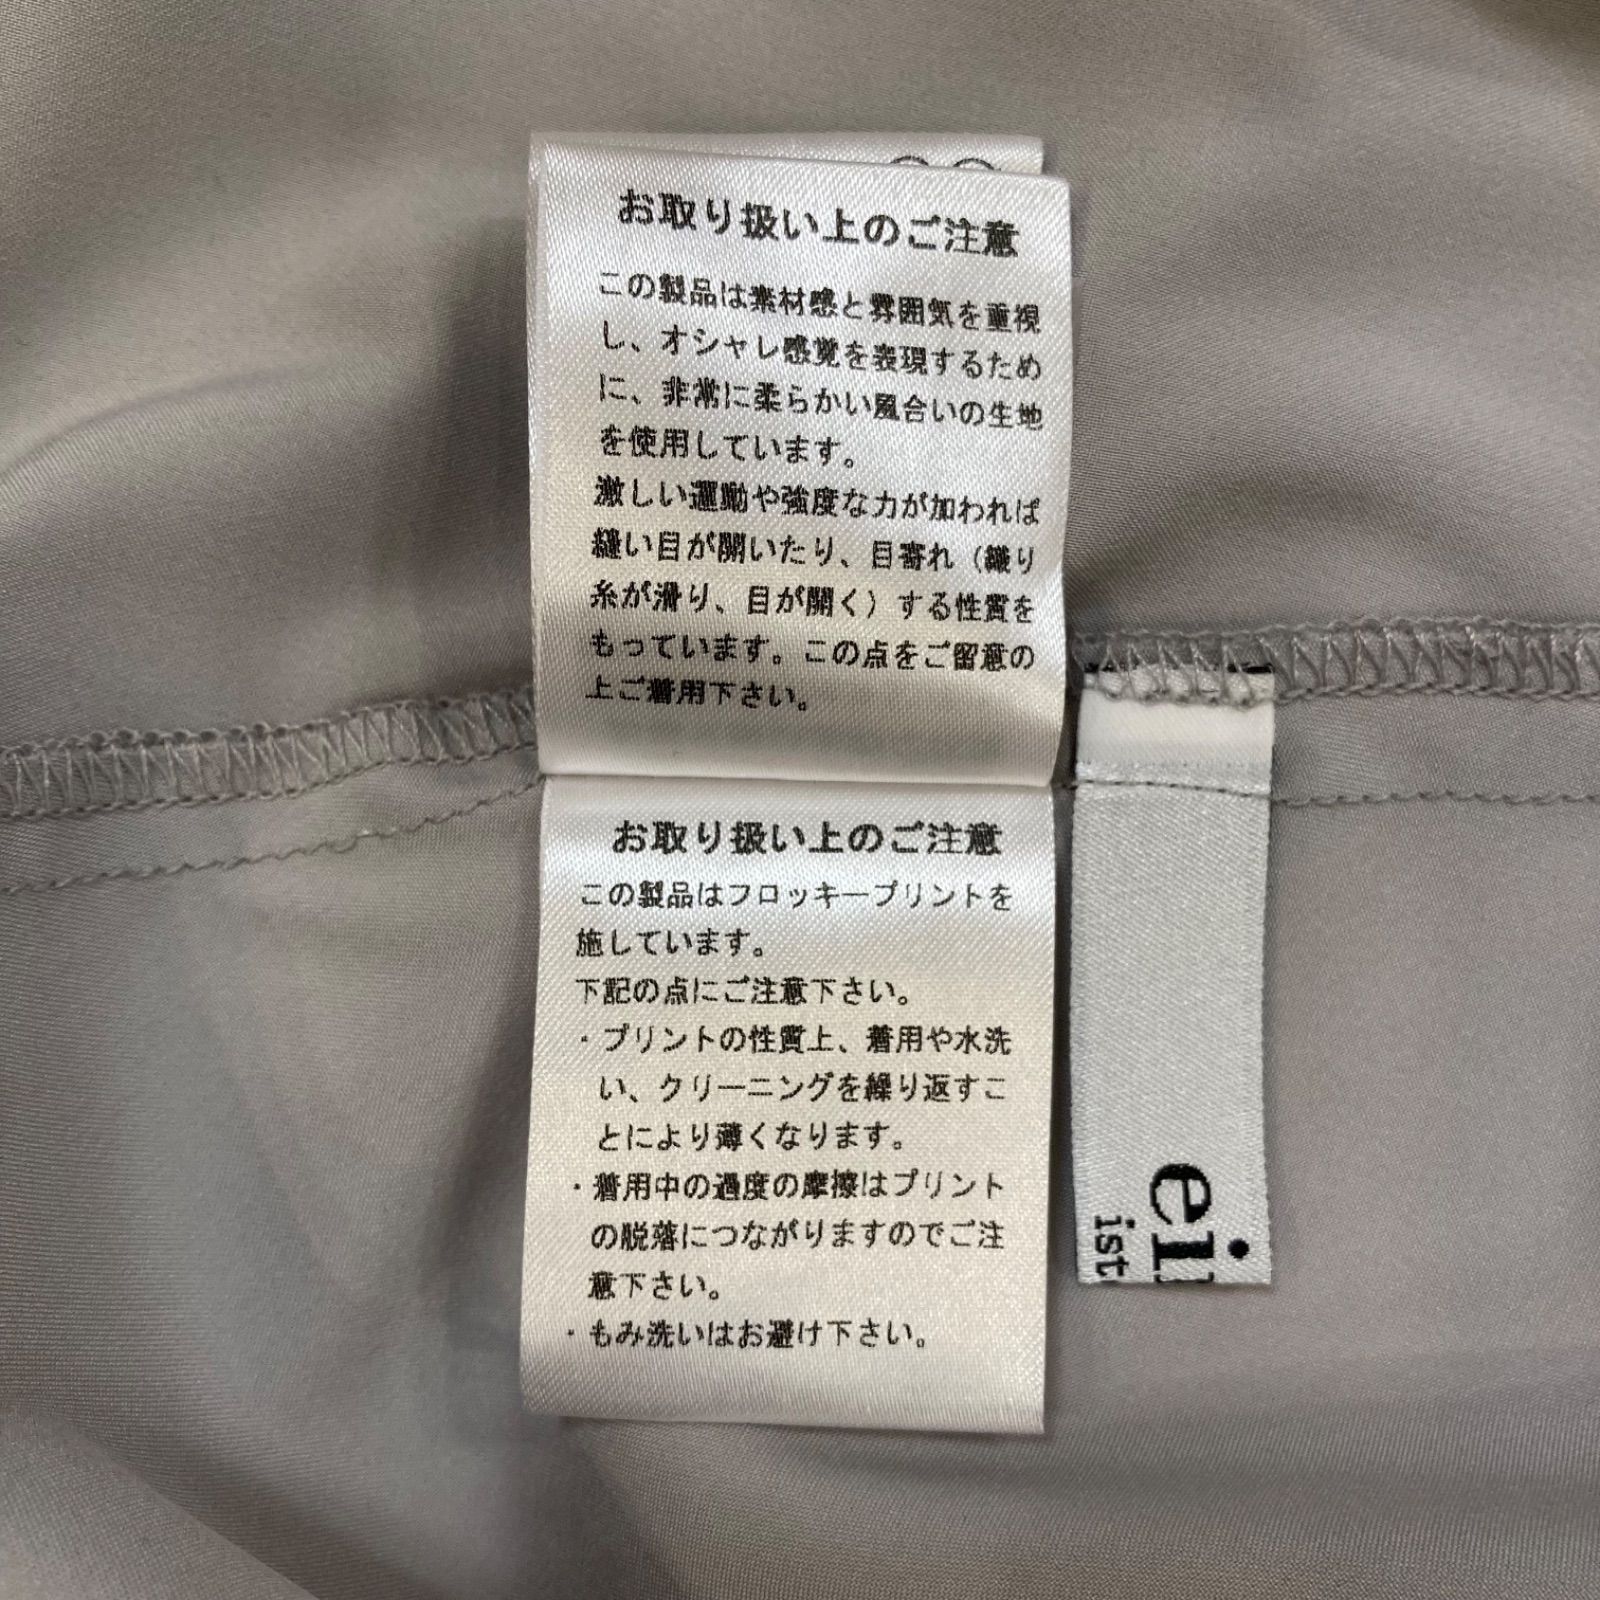 お取り扱い上のご注意
この製品は素材感と雰囲気を重視
し、オシャレ感覚を表現するため
に、非常に柔らかい風合いの生地
を使用しています。
激しい運動や強度な力が加われば
縫い目が開いたり、目寄れ（織り
糸が滑り、目が開く）する性質を
もっています。この点をご留意の
上ご着用下さい。
お取り扱い上のご注意
この製品はフロッキープリントを
施しています。
下記の点にご注意下さい。
・プリントの性質上、着用や水洗
い、クリーニングを繰り返すこ
とにより薄くなります。
・着用中の過度の摩擦はプリント
の脱落につながりますのでご注
意下さい。
・もみ洗いはお避け下さい。